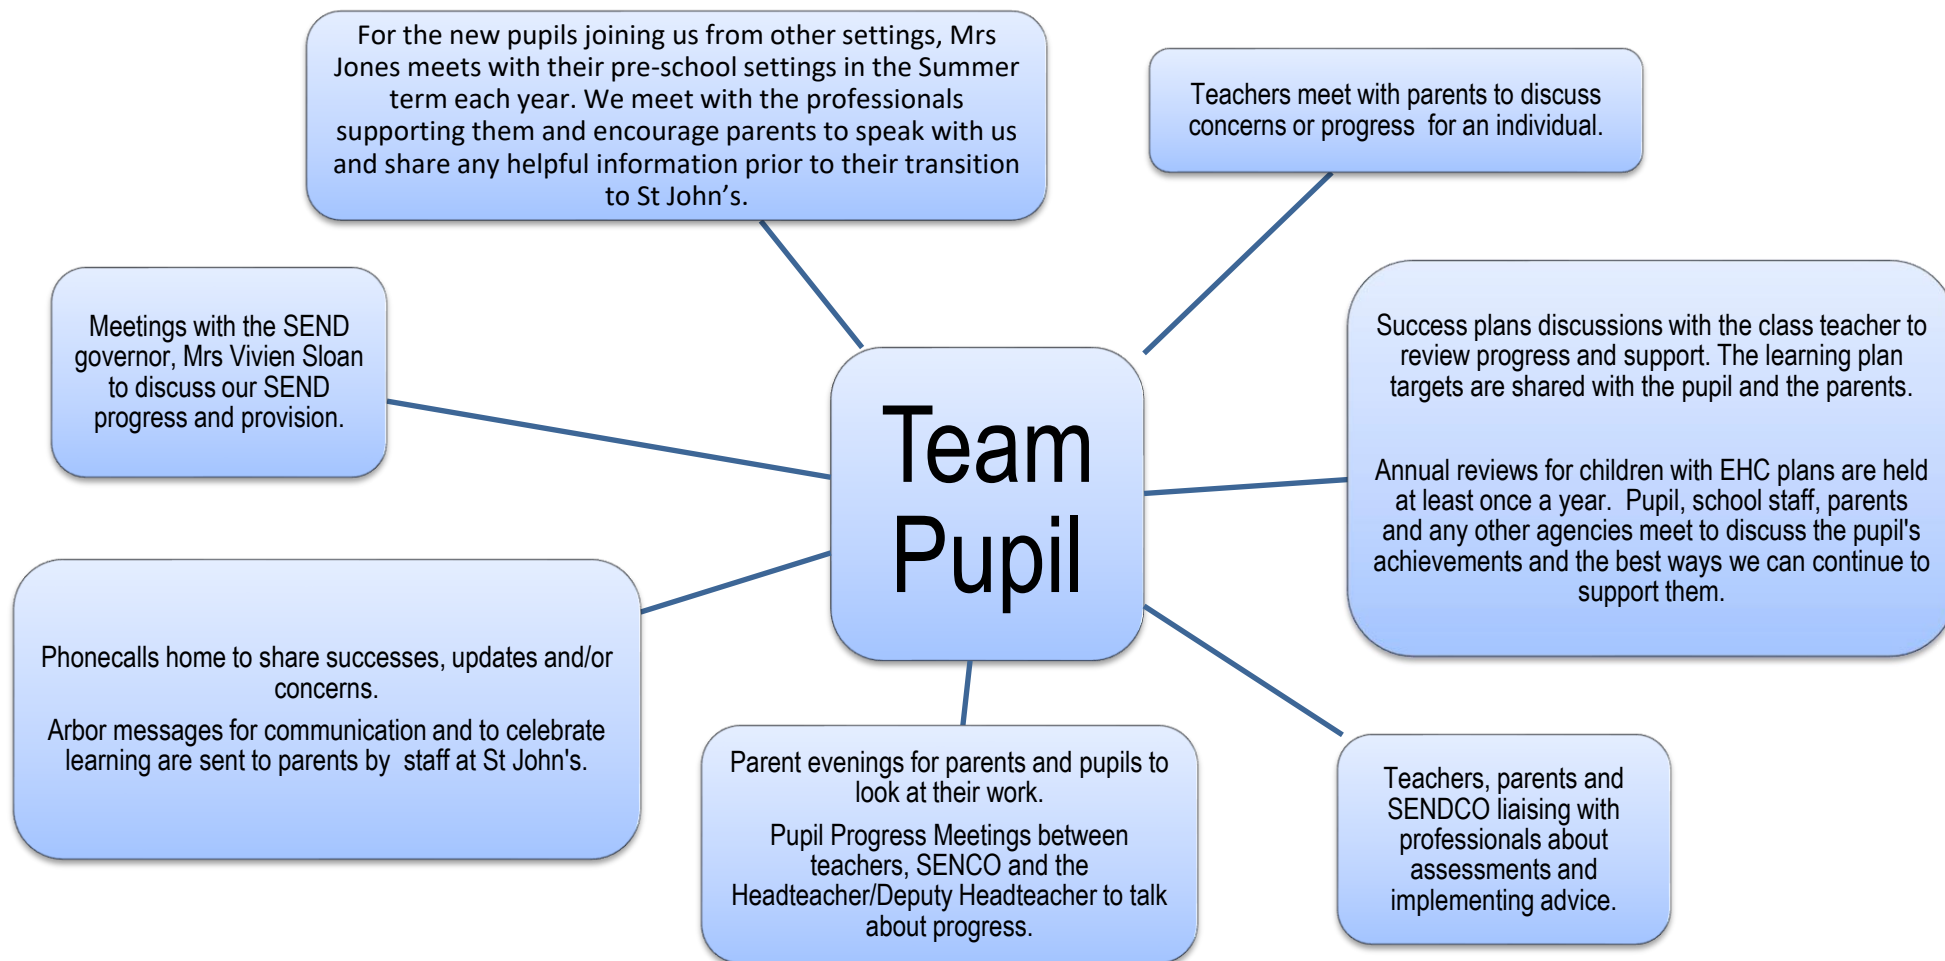 For the new pupils joining us from other settings, Mrs
Jones meets with their pre-school settings in the Summer
term each year. We meet with the professionals
supporting them and encourage parents to speak with us
and share any helpful information prior to their transition
to St John’s.
Teachers meet with parents to discuss
concerns or progress  for an individual.
Meetings with the SEND
governor, Mrs Vivien Sloan
to discuss our SEND
progress and provision.
Success plans discussions with the class teacher to
review progress and support. The learning plan
targets are shared with the pupil and the parents.
Annual reviews for children with EHC plans are held
at least once a year.  Pupil, school staff, parents
and any other agencies meet to discuss the pupil's
achievements and the best ways we can continue to
support them.
Team
Pupil
Phonecalls home to share successes, updates and/or
concerns.
Arbor messages for communication and to celebrate
learning are sent to parents by  staff at St John's.
Parent evenings for parents and pupils to
look at their work.
Pupil Progress Meetings between
teachers, SENCO and the
Headteacher/Deputy Headteacher to talk
about progress.
Teachers, parents and
SENDCO liaising with
professionals about
assessments and
implementing advice.